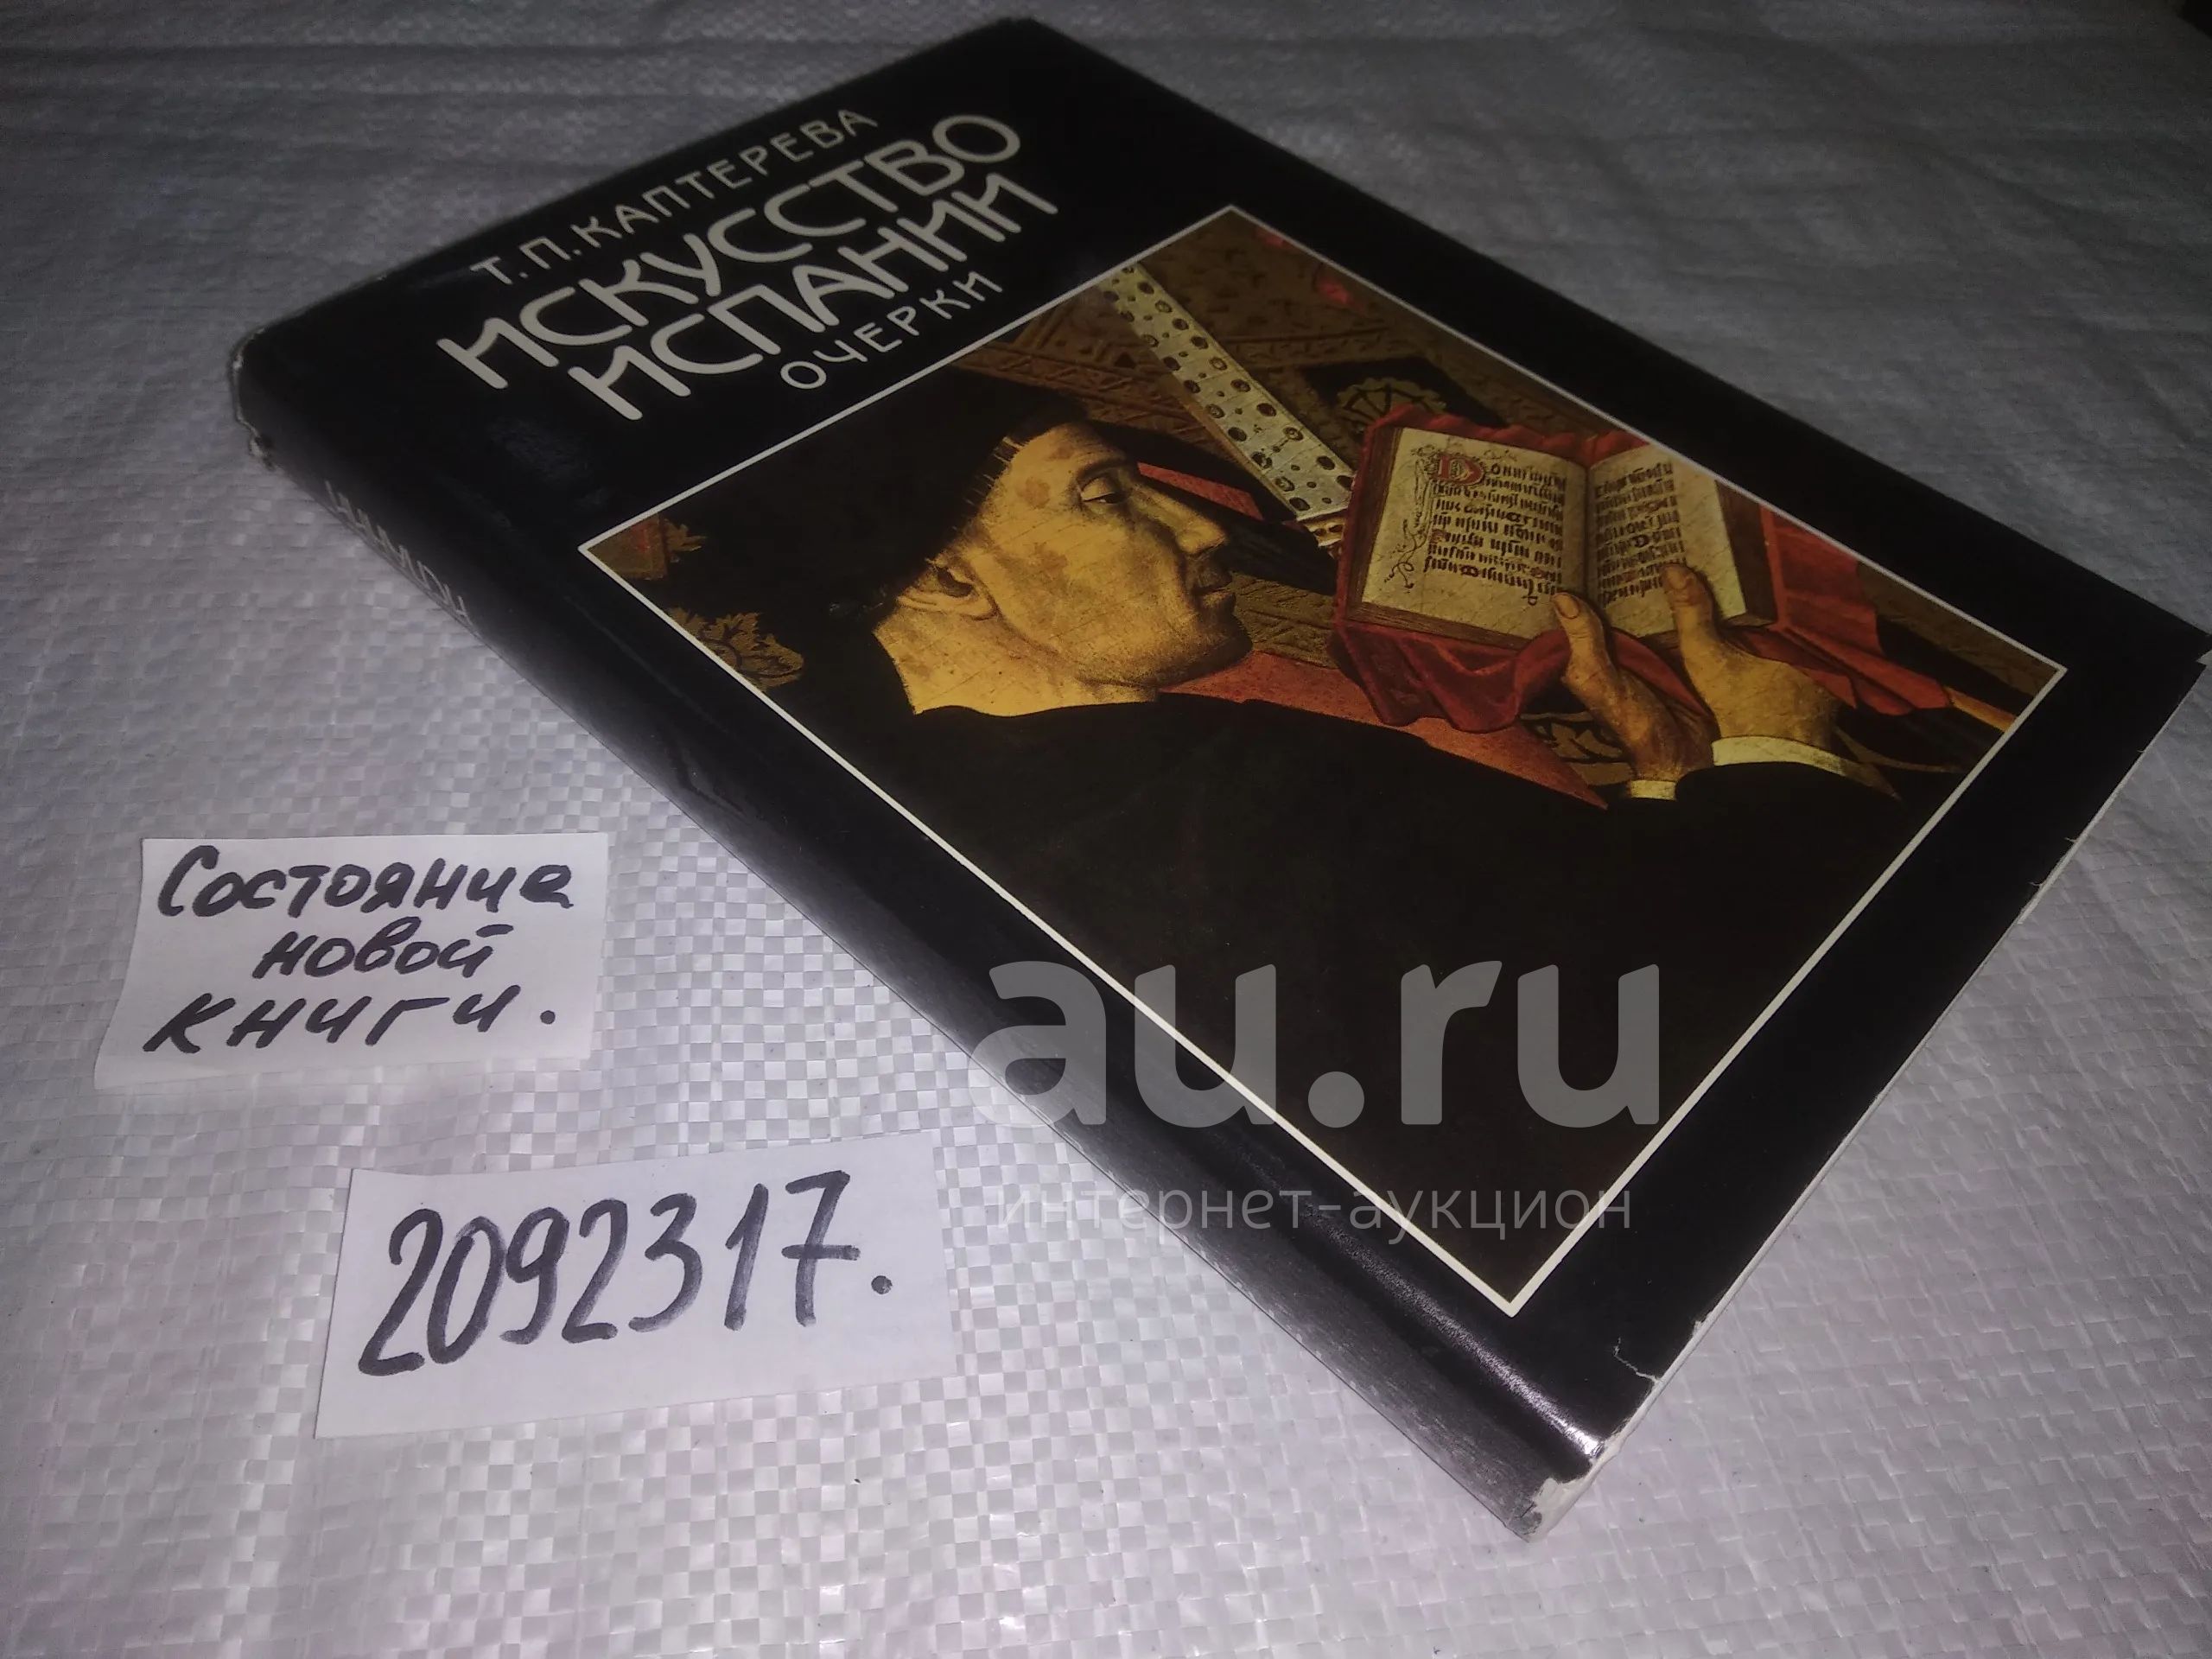 Т.П.КАПТЕРЕВА
ИСКУССТВО
ИСПАНИИ
ОЧЕРКИ
Состояние
новой
книги.
2092317.
au.ru
интернет-аукцион